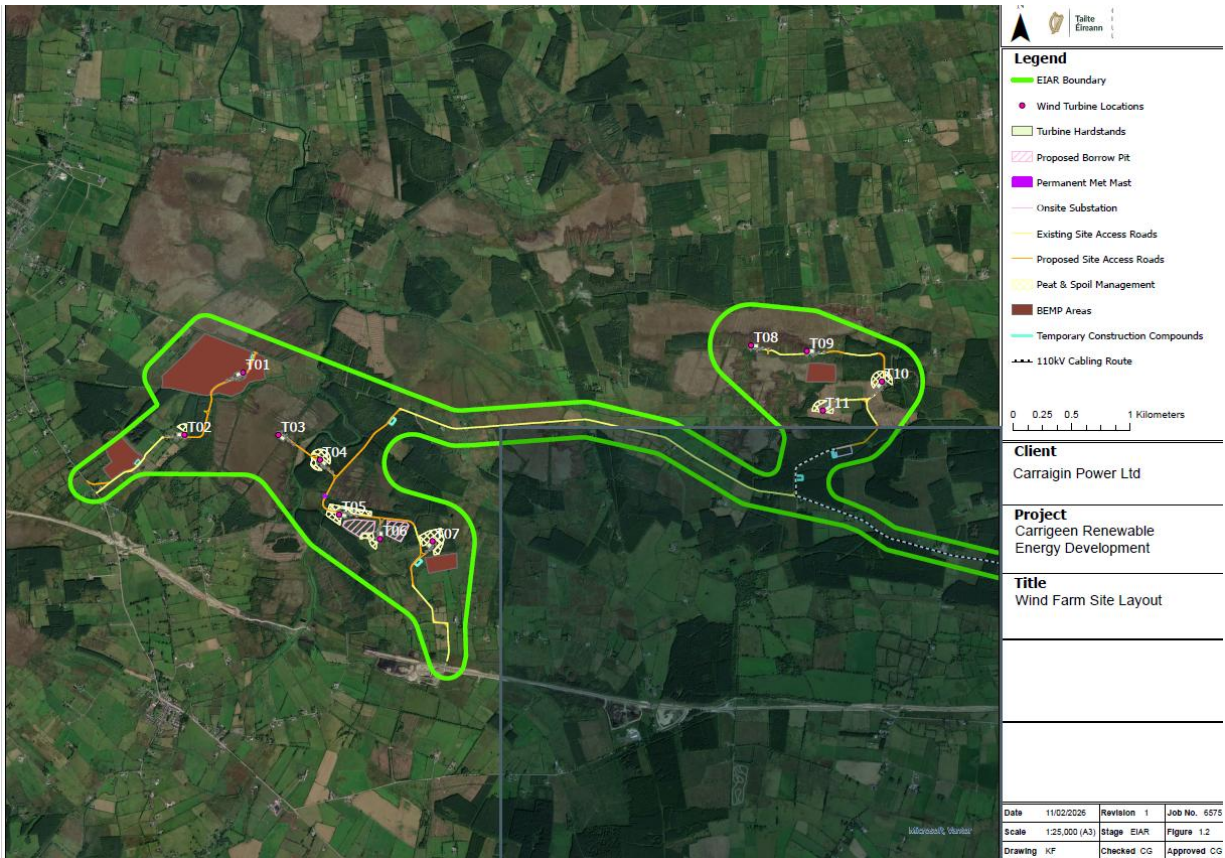 Tailte
Éireann
Legend
EIAR Boundary
Wind Turbine Locations
Turbine Hardstands
Proposed Borrow Pit
Permanent Met Mast
Onsite Substation
Existing Site Access Roads
Proposed Site Access Roads
Peat & Spoil Management
BEMP Areas
Temporary Construction Compounds
110kV Cabling Route
0 0.25 0.5 1 Kilometers
Client
Carraigin Power Ltd
Project
Carrigeen Renewable
Energy Development
Title
Wind Farm Site Layout
Date 11/02/2026 Revision 1 Job No. 6575
Scale 1:25,000 (A3) Stage EIAR Figure 1.2
Drawing KF Checked CG Approved CG
T01
T02
T03
T04
T05
T06
T07
T08
T09
T10
T11
Microsoft, Vantor